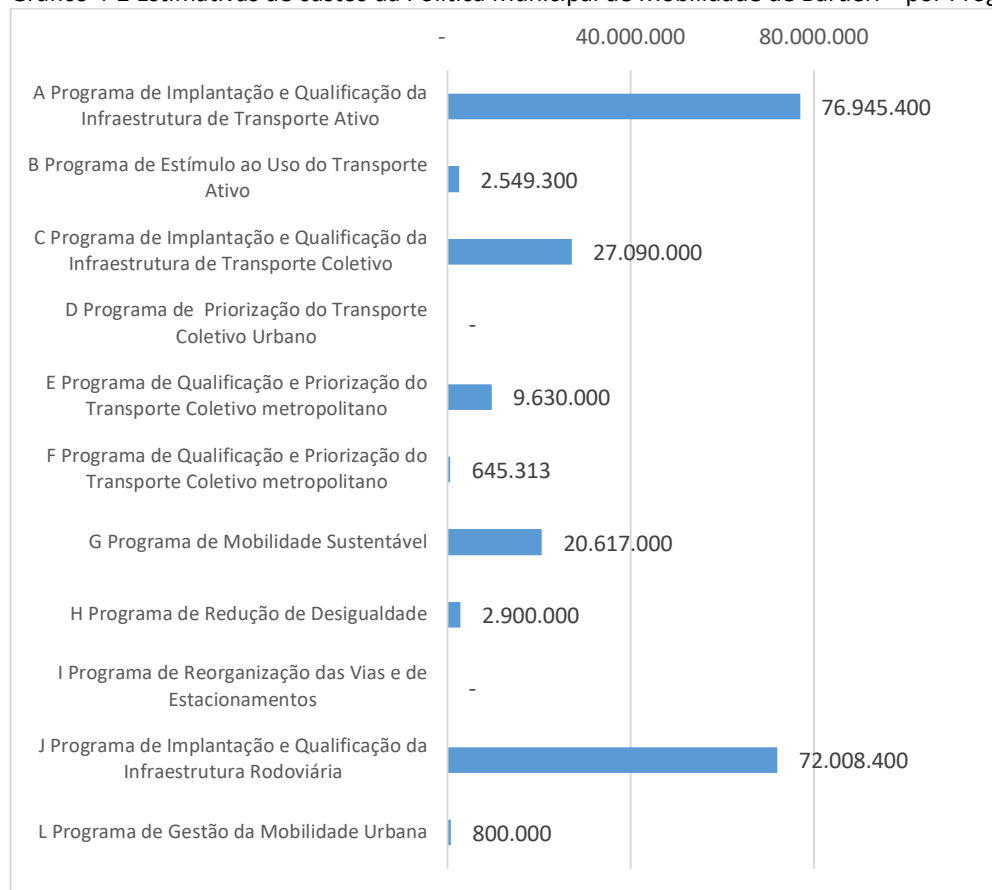 -
40.000.000
80.000.000
A Programa de Implantação e Qualificação da
Infraestrutura de Transporte Ativo
76.945.400
B Programa de Estímulo ao Uso do Transporte
Ativo
2.549.300
C Programa de Implantação e Qualificação da
Infraestrutura de Transporte Coletivo
27.090.000
D Programa de Priorização do Transporte
Coletivo Urbano
-
E Programa de Qualificação e Priorização do
Transporte Coletivo metropolitano
9.630.000
F Programa de Qualificação e Priorização do
Transporte Coletivo metropolitano
645.313
G Programa de Mobilidade Sustentável
20.617.000
H Programa de Redução de Desigualdade
2.900.000
I Programa de Reorganização das Vias e de
Estacionamentos
-
J Programa de Implantação e Qualificação da
Infraestrutura Rodoviária
72.008.400
L Programa de Gestão da Mobilidade Urbana
800.000